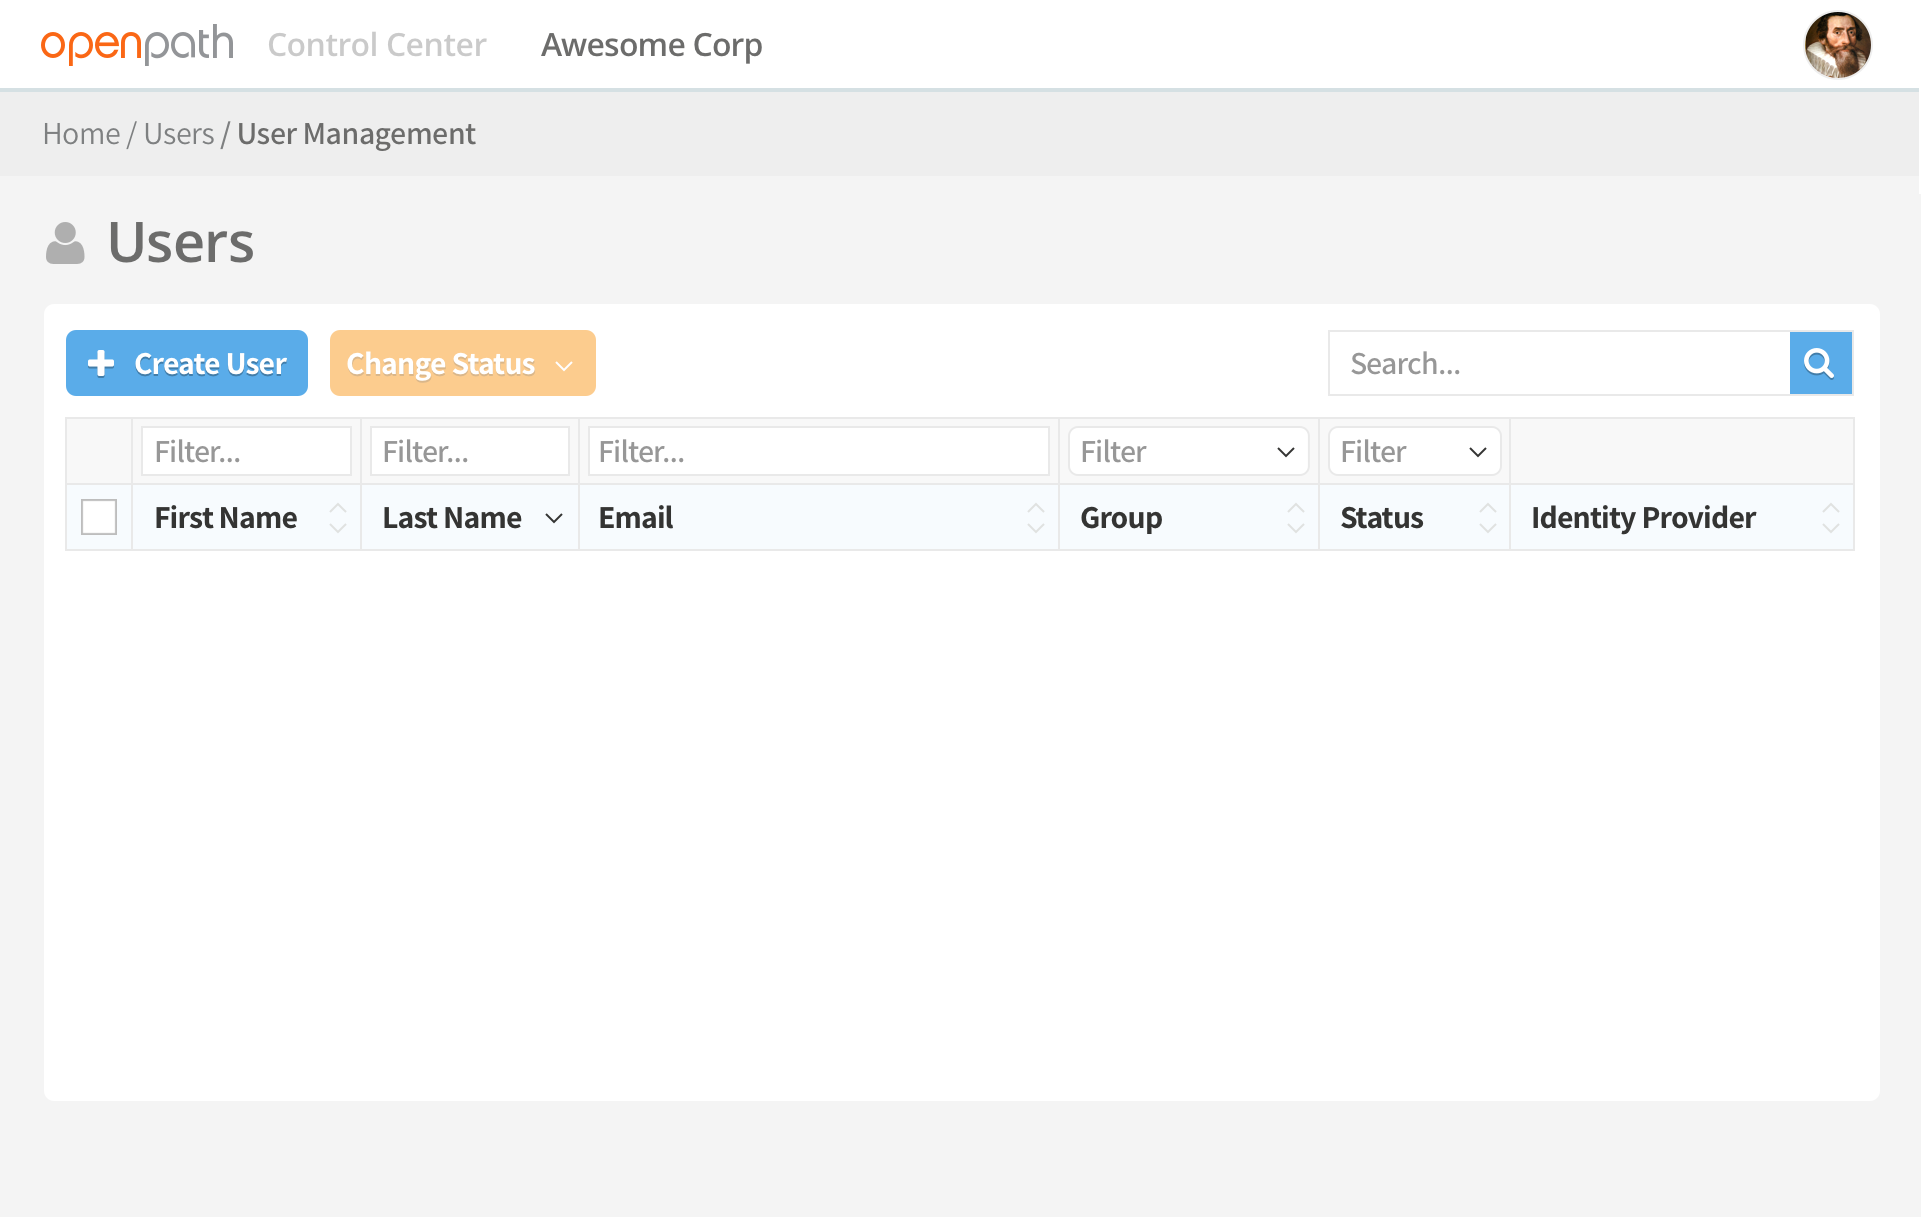 openpath Control Center Awesome Corp
Home / Users / User Management
Users
Create User Change Status Search...
Filter... Filter... Filter... Filter Filter
First Name Last Name Email Group Status Identity Provider